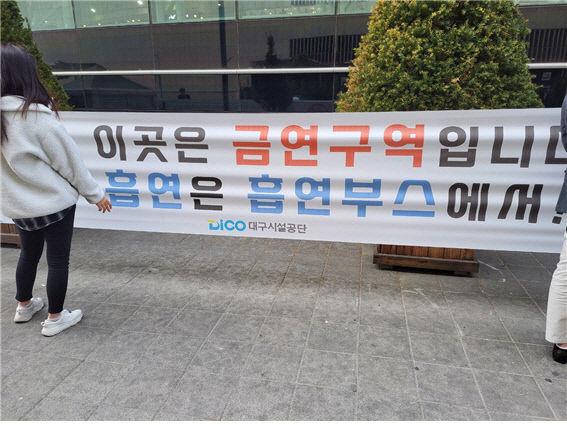 이곳은 금연구역입니다
흡연은 흡연부스에서!
DICO 대구시설공단